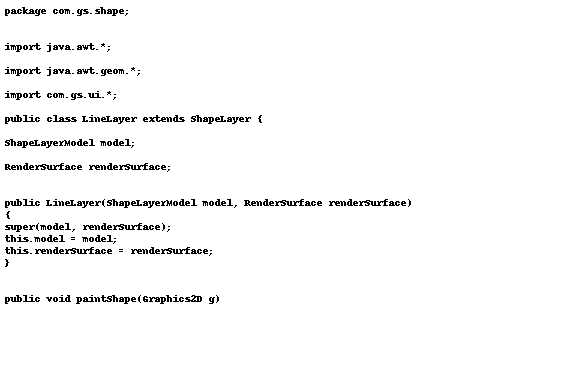 package com.gs.shape;
import java.awt.*;
import java.awt.geom.*;
import com.gs.ui.*;
public class LineLayer extends ShapeLayer {
ShapeLayerModel model;
RenderSurface renderSurface;
public LineLayer(ShapeLayerModel model, RenderSurface renderSurface)
{
super(model, renderSurface);
this.model = model;
this.renderSurface = renderSurface;
}
public void paintShape(Graphics2D g)